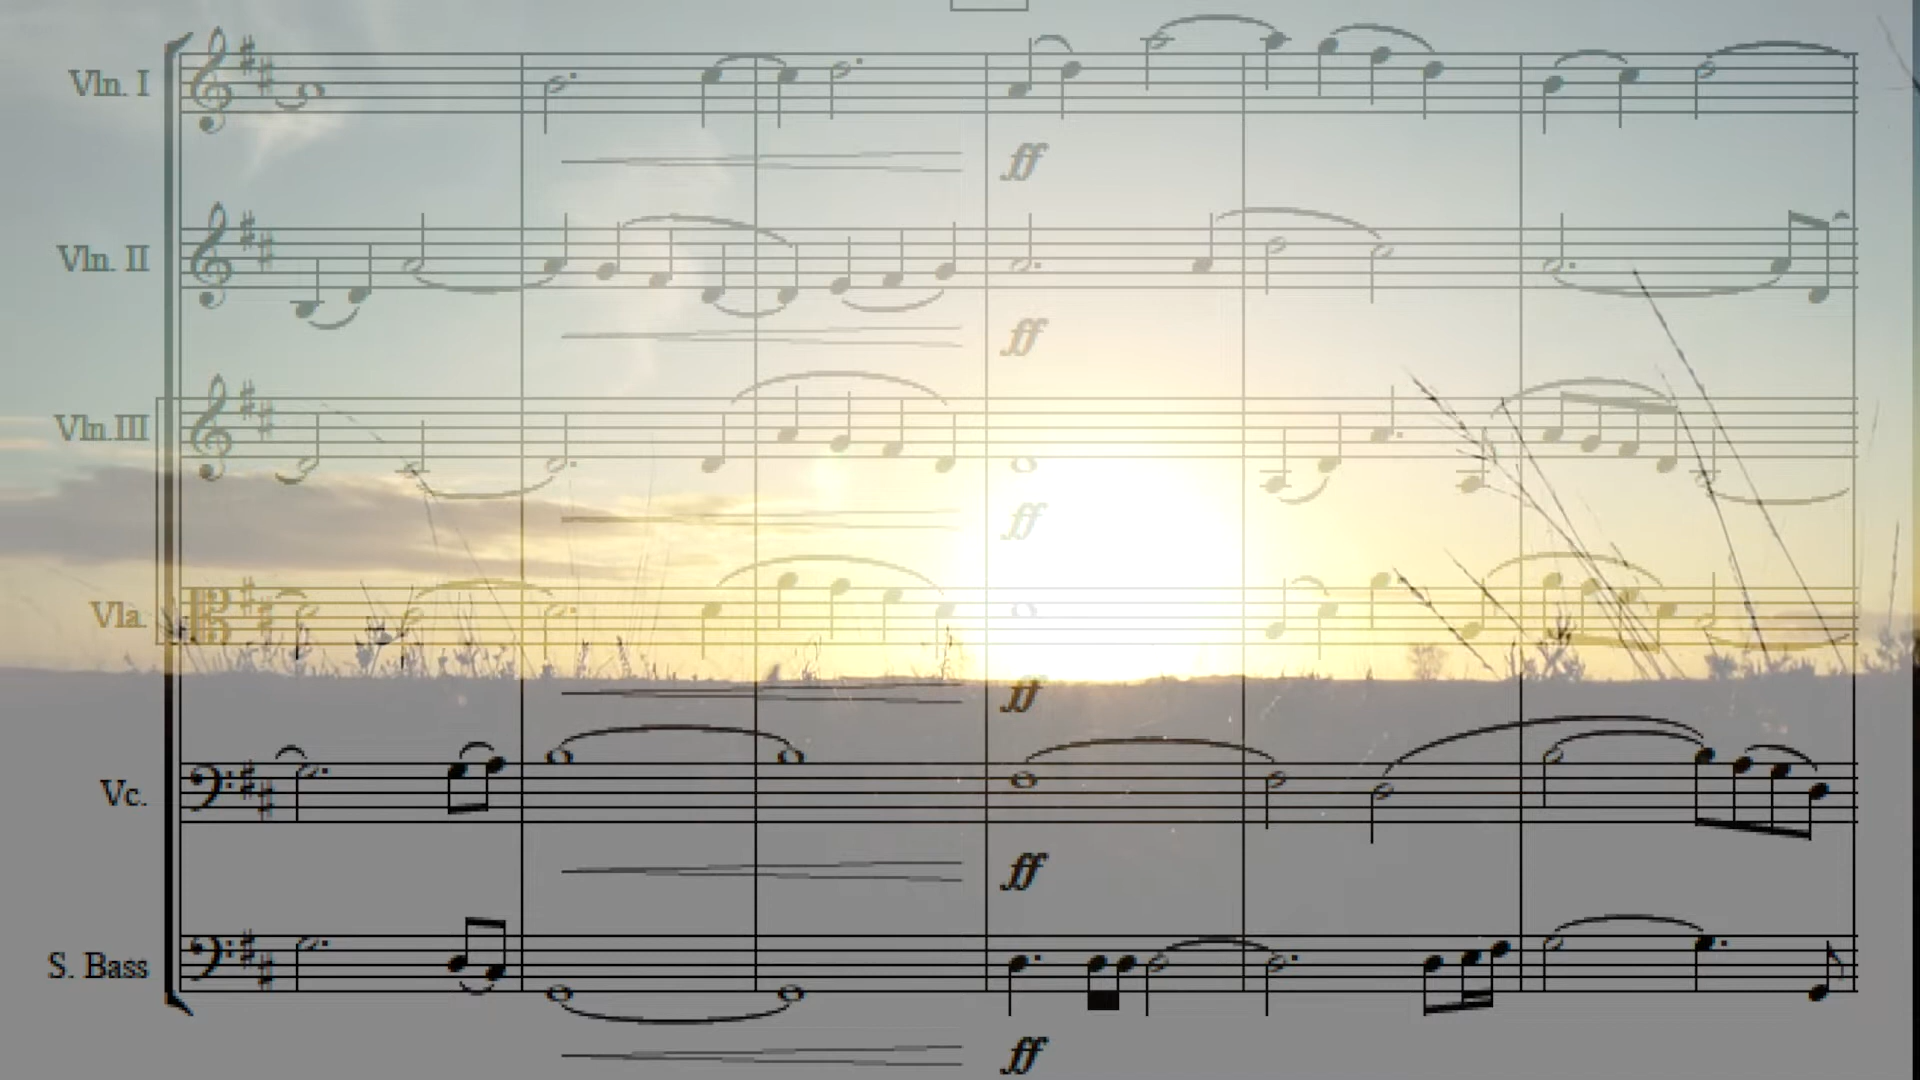 Vln. I
ff
Vln. II
ff
Vln.III
ff
Vla.
ff
Vc.
ff
S. Bass
ff